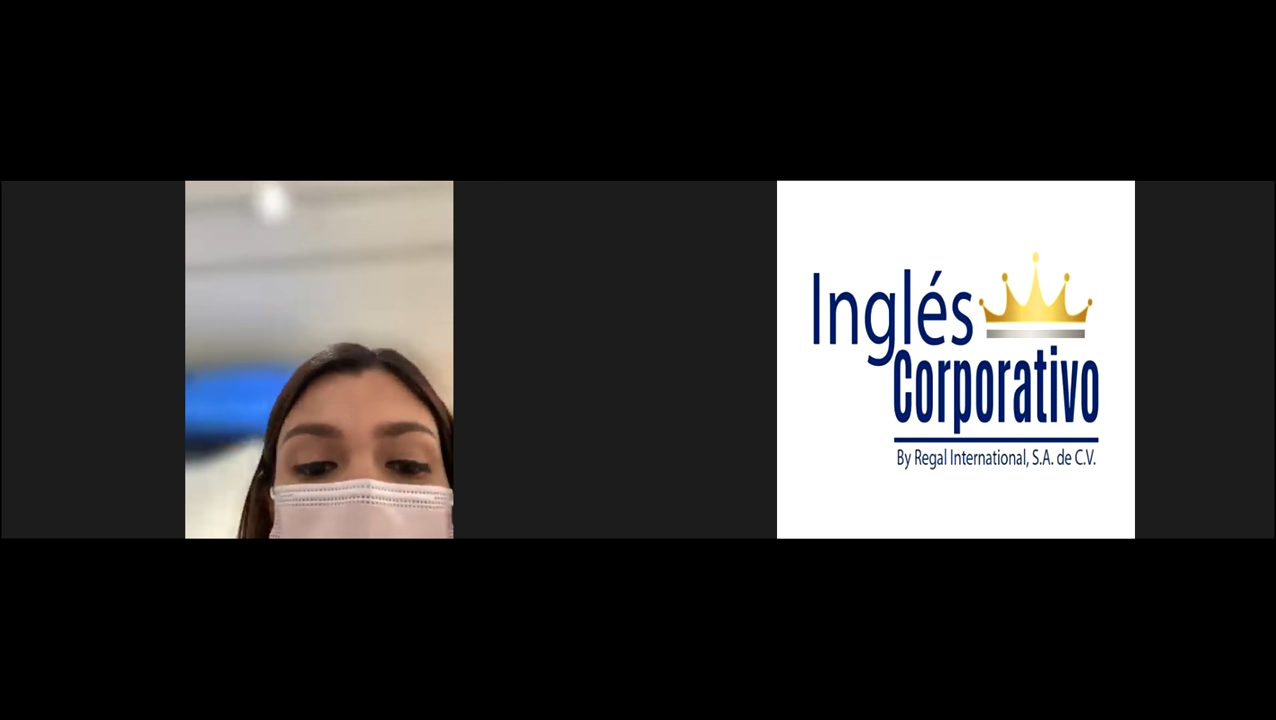 Inglés
Corporativo
By Regal International, S.A. de C.V.